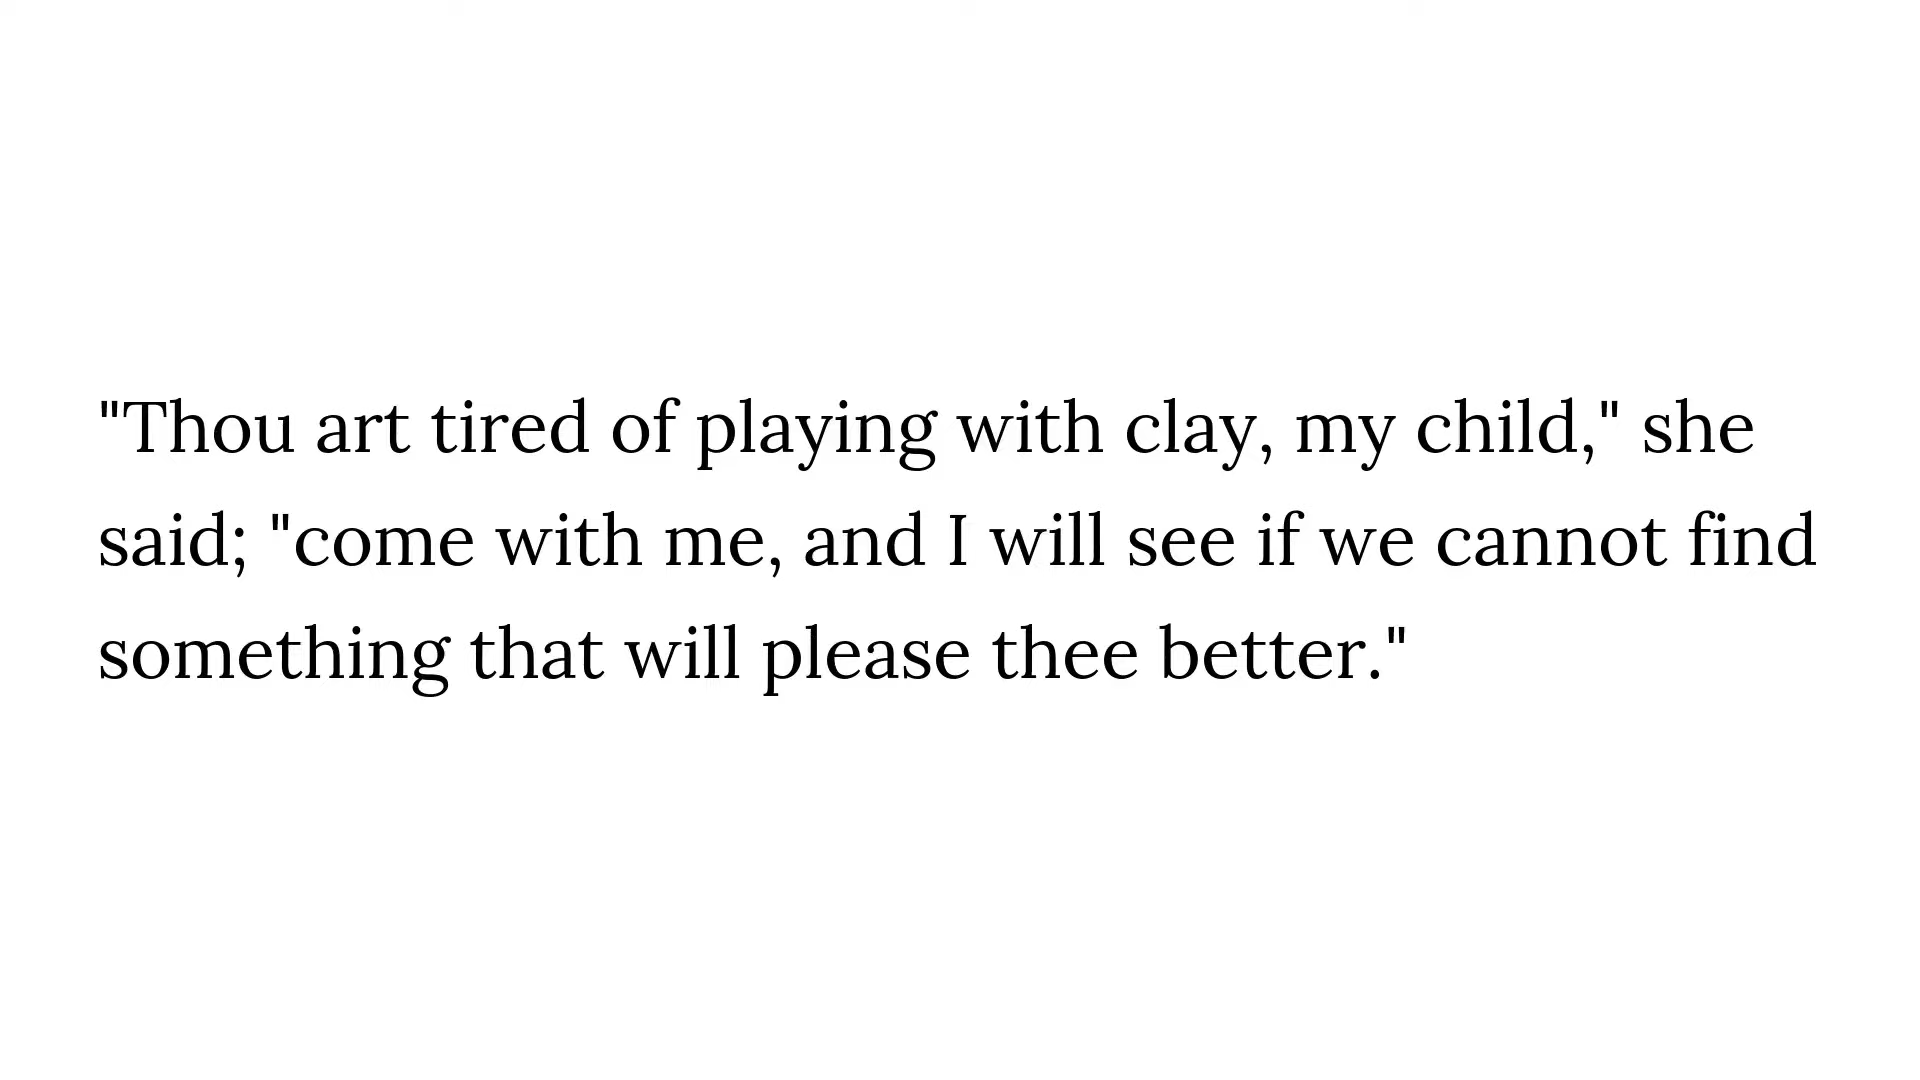 "Thou art tired of playing with clay, my child," she
said; "come with me, and I will see if we cannot find
something that will please thee better."